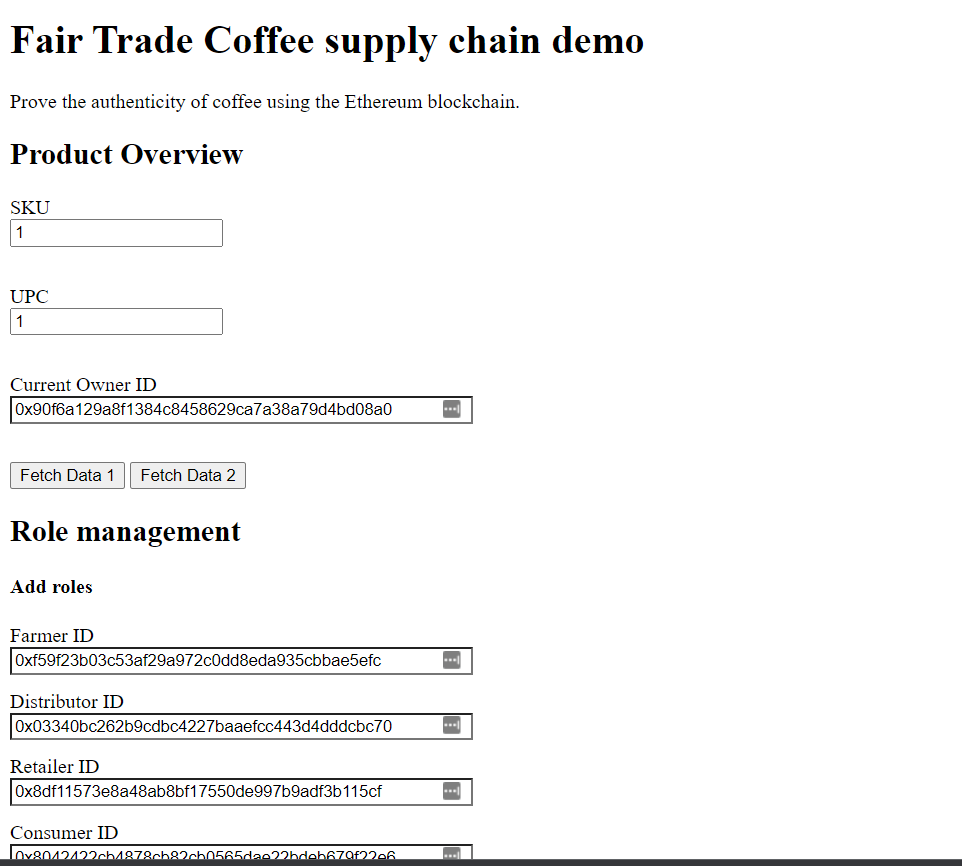 Fair Trade Coffee supply chain demo
Prove the authenticity of coffee using the Ethereum blockchain.
Product Overview
SKU
1
UPC
1
Current Owner ID
0x90f6a129a8f1384c8458629ca7a38a79d4bd08a0
Fetch Data 1 Fetch Data 2
Role management
Add roles
Farmer ID
0xf59f23b03c53af29a972c0dd8eda935cbbae5efc
Distributor ID
0x03340bc262b9cdbc4227baaefcc443d4dddcbc70
Retailer ID
0x8df11573e8a48ab8bf17550de997b9adf3b115cf
Consumer ID
0x8042422cb4878cb82cb0565dae22bdeb679f22e6